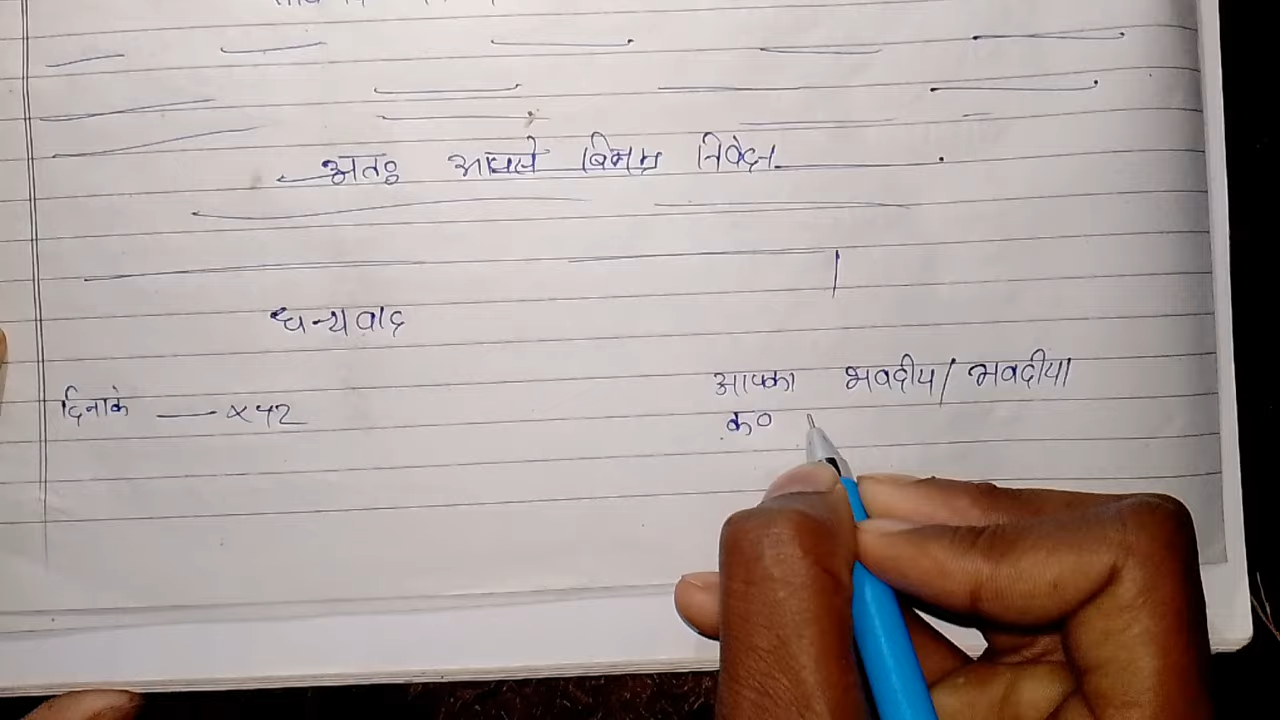 अतः आपसे विनम्र निवेदन
धन्यवाद
आपका भवदीय/भवदीया
दिनाके — x42
क०